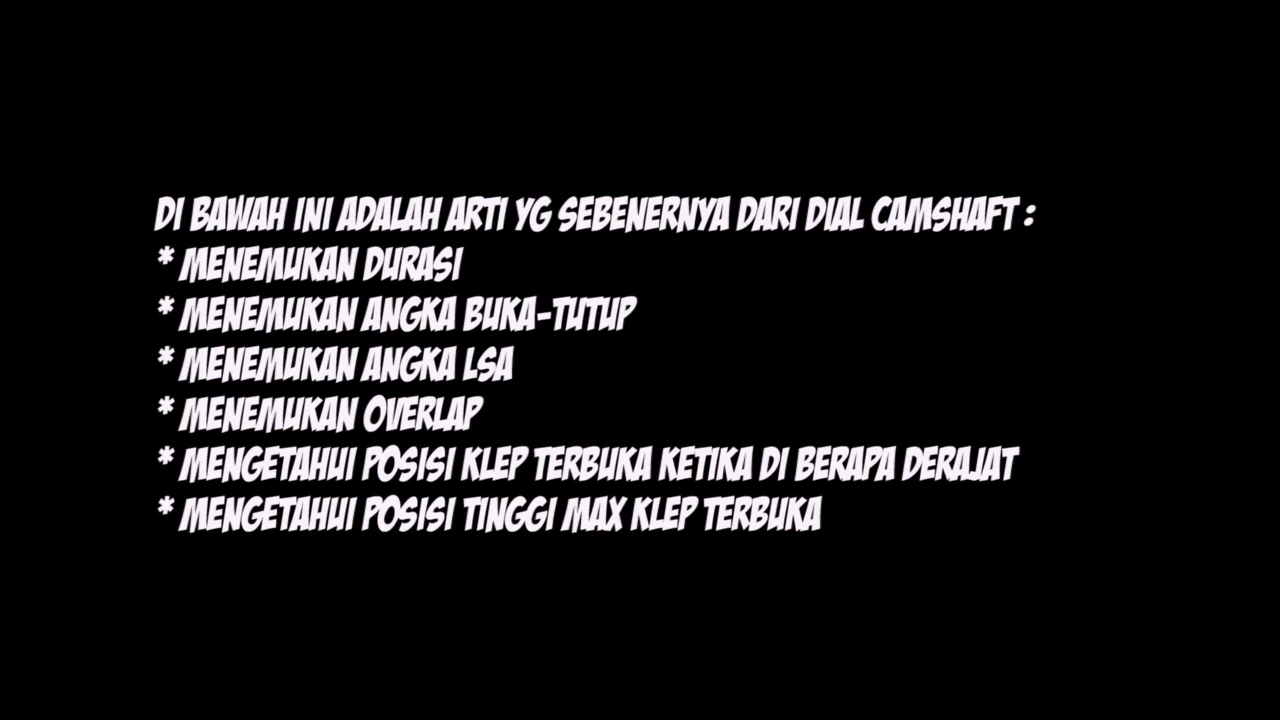 DI BAWAH INI ADALAH ARTI YG SEBENERNYA DARI DIAL CAMSHAFT :
* MENEMUKAN DURASI
* MENEMUKAN ANGKA BUKA-TUTUP
* MENEMUKAN ANGKA LSA
* MENEMUKAN OVERLAP
* MENGETAHUI POSISI KLEP TERBUKA KETIKA DI BERAPA DERAJAT
* MENGETAHUI POSISI TINGGI MAX KLEP TERBUKA